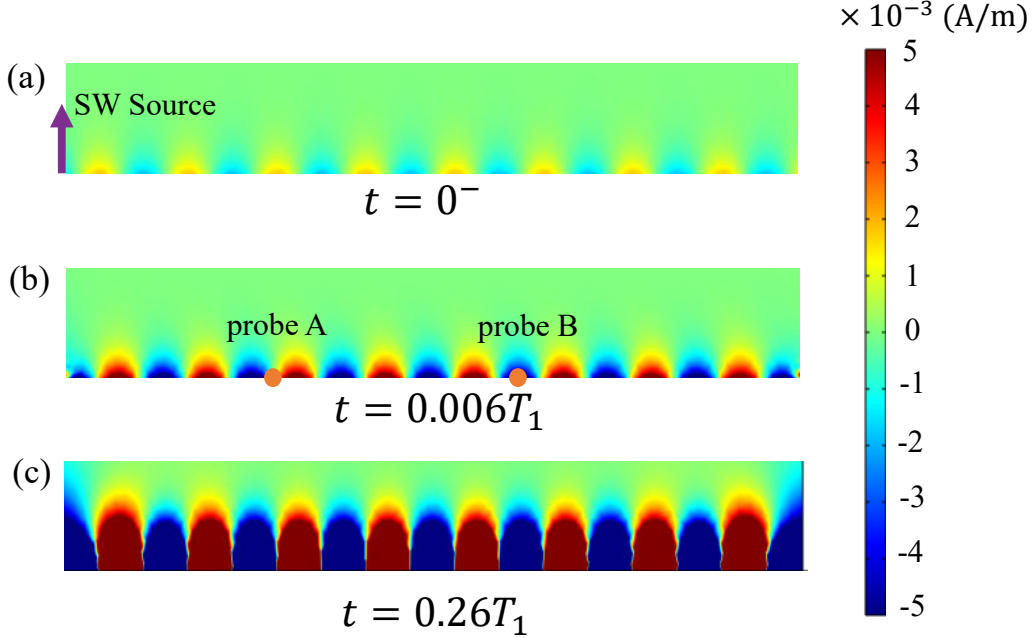 × 10⁻³ (A/m)
(a)
SW Source
t = 0⁻
(b)
probe A
probe B
t = 0.006T₁
(c)
t = 0.26T₁
5
4
3
2
1
0
-1
-2
-3
-4
-5